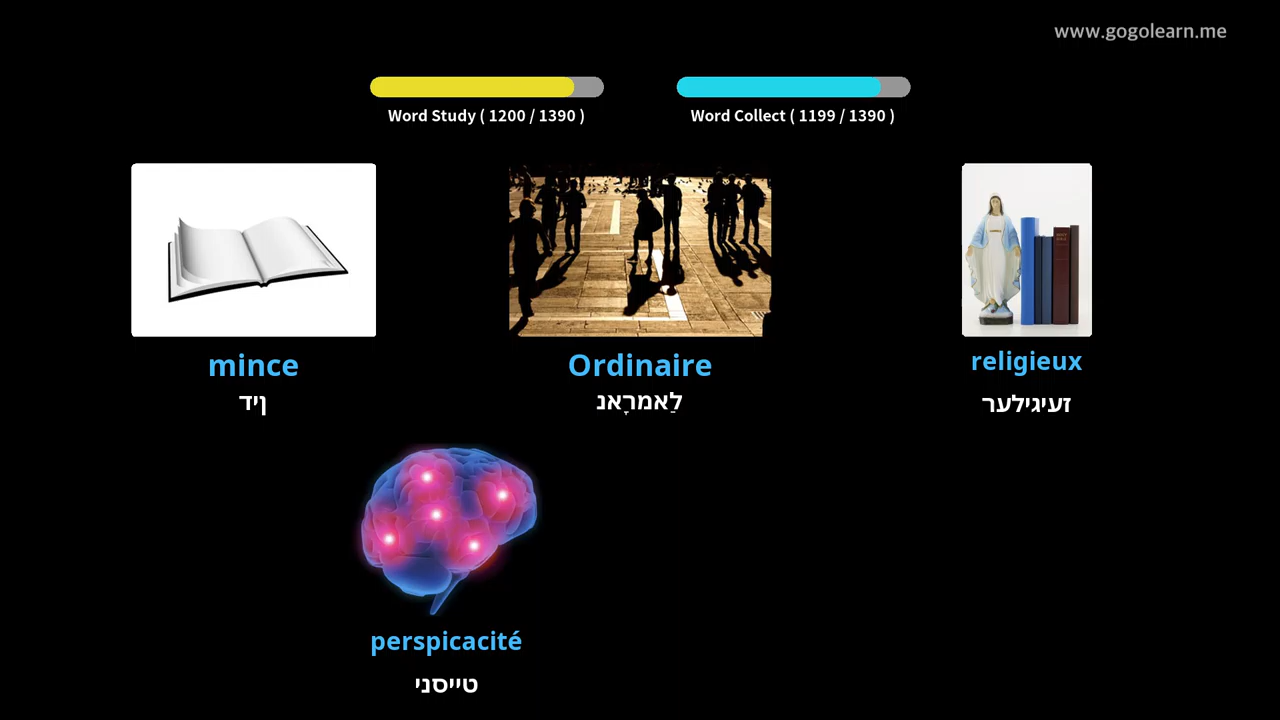 www.gogolearn.me
Word Study ( 1200 / 1390 )
Word Collect ( 1199 / 1390 )
mince
ןיד
Ordinaire
לַאמרָאנ
religieux
זעיגילער
perspicacité
טייסני